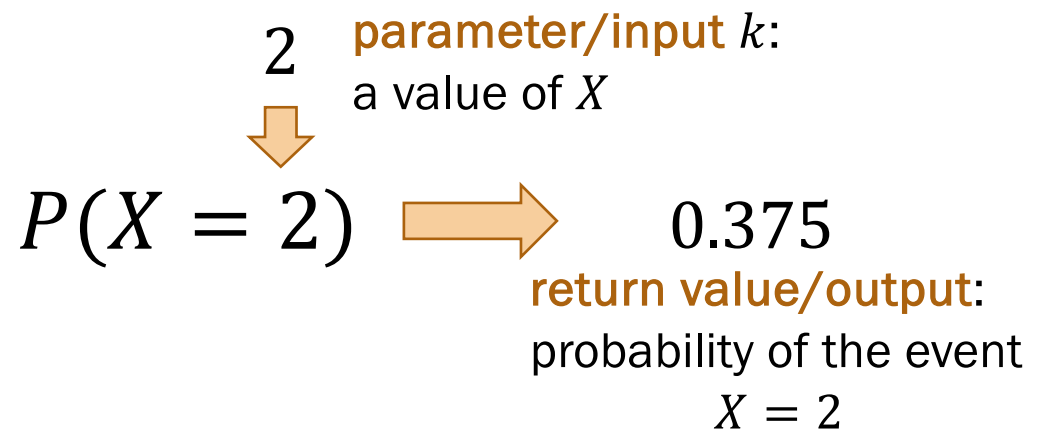 2
parameter/input k:
a value of X
P(X = 2)
0.375
return value/output:
probability of the event
X = 2